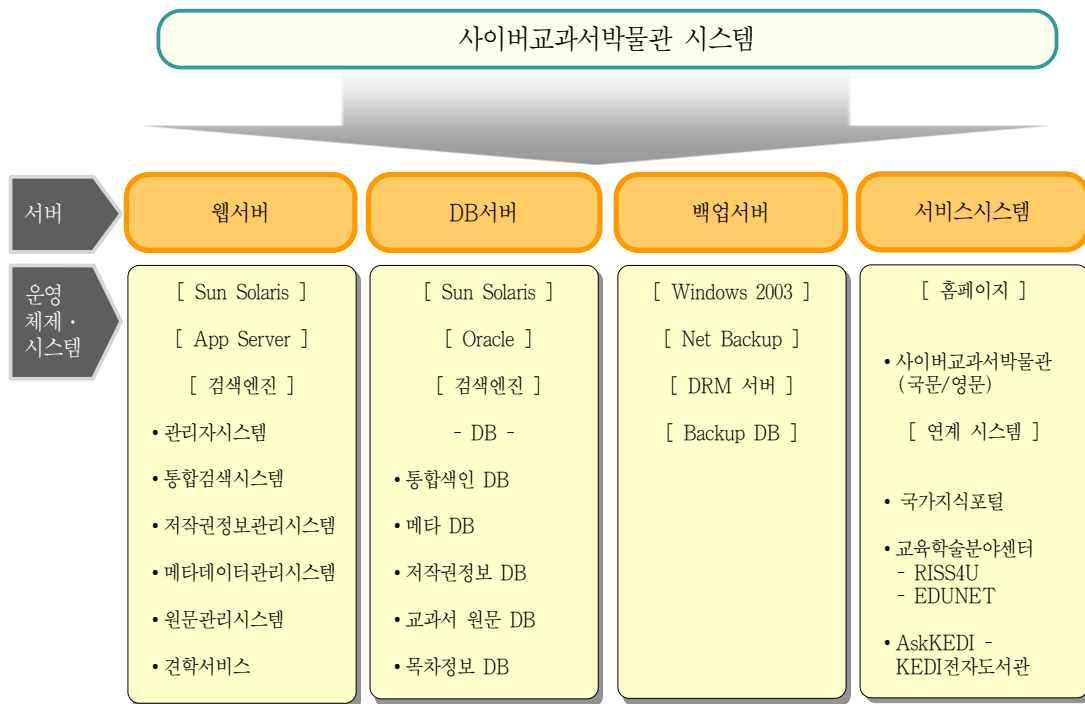 사이버교과서박물관 시스템
서버
웹서버
DB서버
백업서버
서비스시스템
운영
체제·
시스템
[ Sun Solaris ]
[ App Server ]
[ 검색엔진 ]
• 관리자시스템
• 통합검색시스템
• 저작권정보관리시스템
• 메타데이터관리시스템
• 원문관리시스템
• 견학서비스
[ Sun Solaris ]
[ Oracle ]
[ 검색엔진 ]
- DB -
• 통합색인 DB
• 메타 DB
• 저작권정보 DB
• 교과서 원문 DB
• 목차정보 DB
[ Windows 2003 ]
[ Net Backup ]
[ DRM 서버 ]
[ Backup DB ]
[ 홈페이지 ]
• 사이버교과서박물관
(국문/영문)
[ 연계 시스템 ]
• 국가지식포털
• 교육학술분야센터
- RISS4U
- EDUNET
• AskKEDI -
KEDI전자도서관